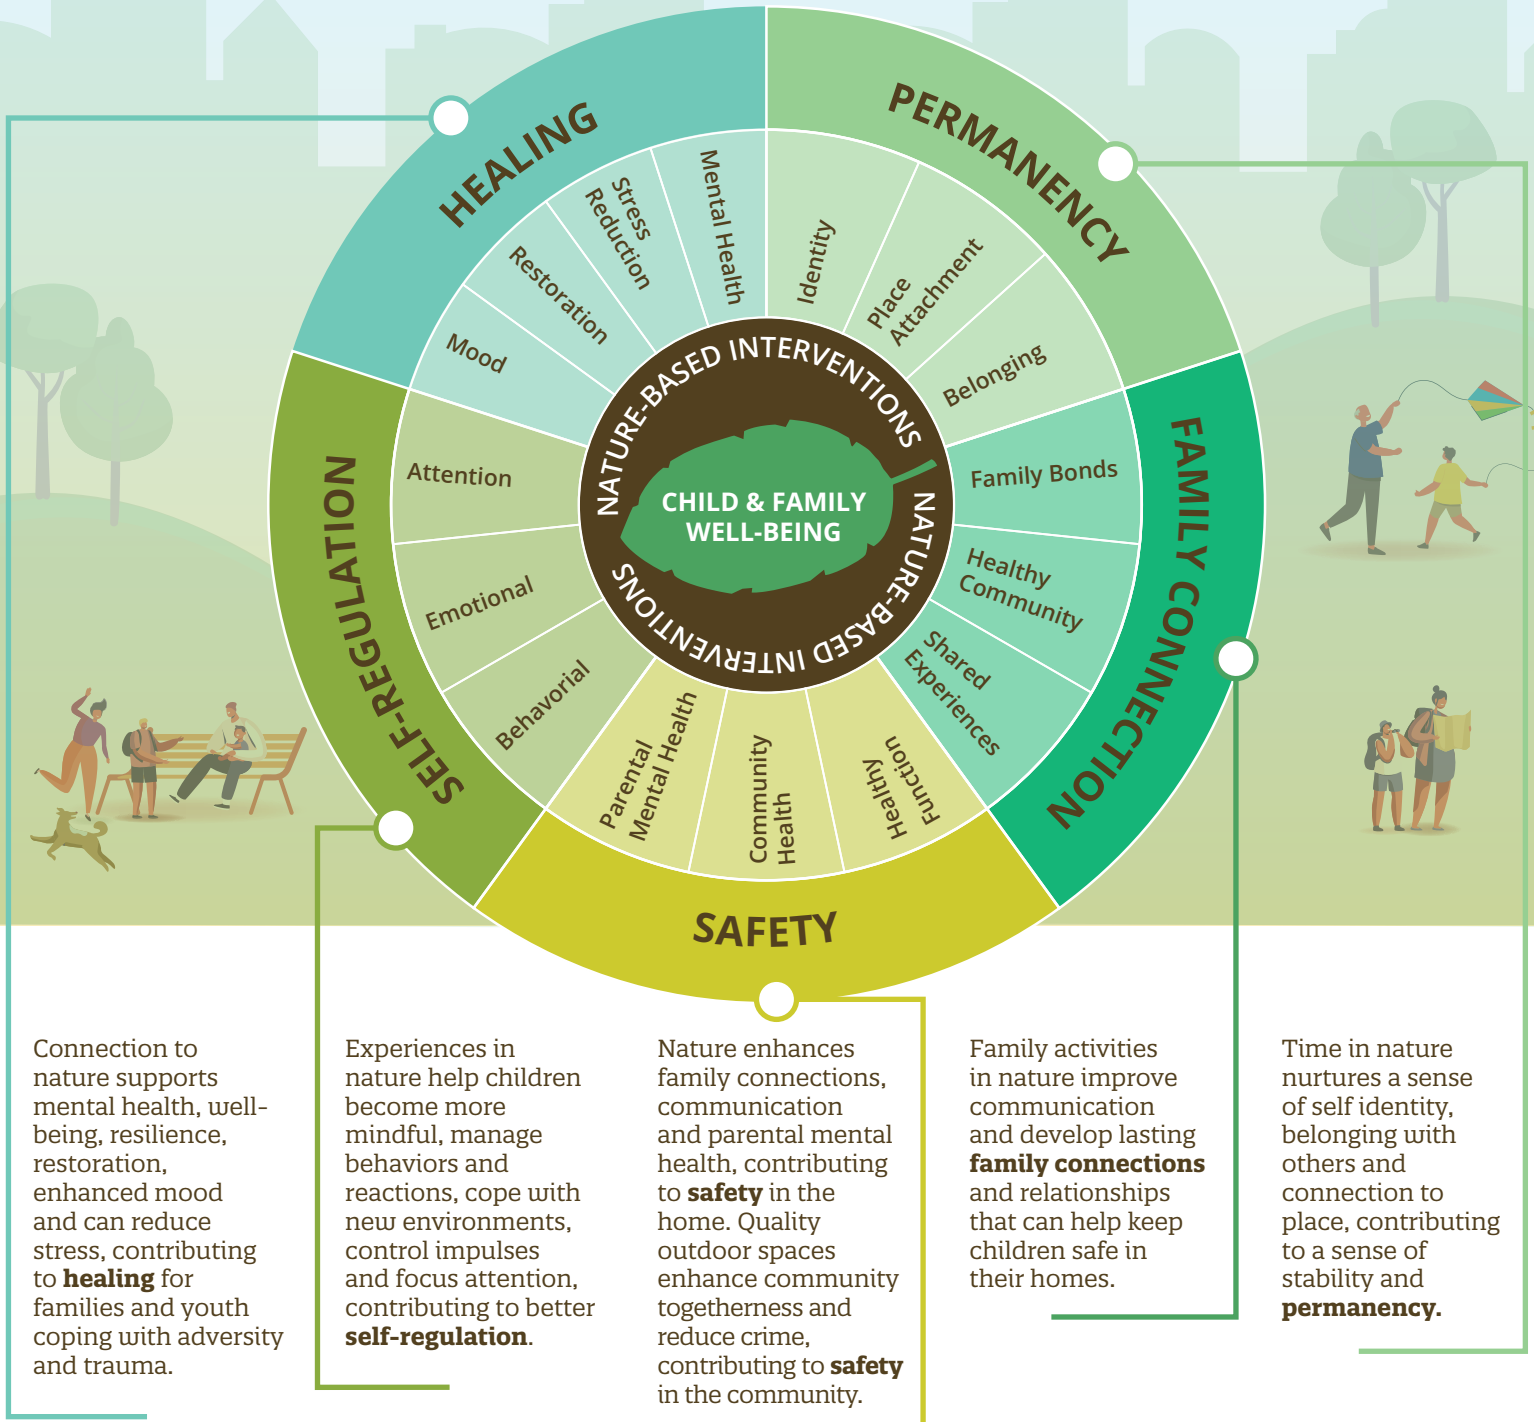 HEALING
Mental Health
Stress
Reduction
Restoration
Mood
PERMANENCY
Identity
Place
Attachment
Belonging
FAMILY CONNECTION
Family Bonds
Healthy
Community
Shared
Experiences
SAFETY
Healthy
Function
Community
Health
Parental
Mental Health
SELF-REGULATION
Attention
Emotional
Behavorial
NATURE-BASED INTERVENTIONS
NATURE-BASED INTERVENTIONS
CHILD & FAMILY
WELL-BEING
Connection to
nature supports
mental health, well-
being, resilience,
restoration,
enhanced mood
and can reduce
stress, contributing
to healing for
families and youth
coping with adversity
and trauma.
Experiences in
nature help children
become more
mindful, manage
behaviors and
reactions, cope with
new environments,
control impulses
and focus attention,
contributing to better
self-regulation.
Nature enhances
family connections,
communication
and parental mental
health, contributing
to safety in the
home. Quality
outdoor spaces
enhance community
togetherness and
reduce crime,
contributing to safety
in the community.
Family activities
in nature improve
communication
and develop lasting
family connections
and relationships
that can help keep
children safe in
their homes.
Time in nature
nurtures a sense
of self identity,
belonging with
others and
connection to
place, contributing
to a sense of
stability and
permanency.